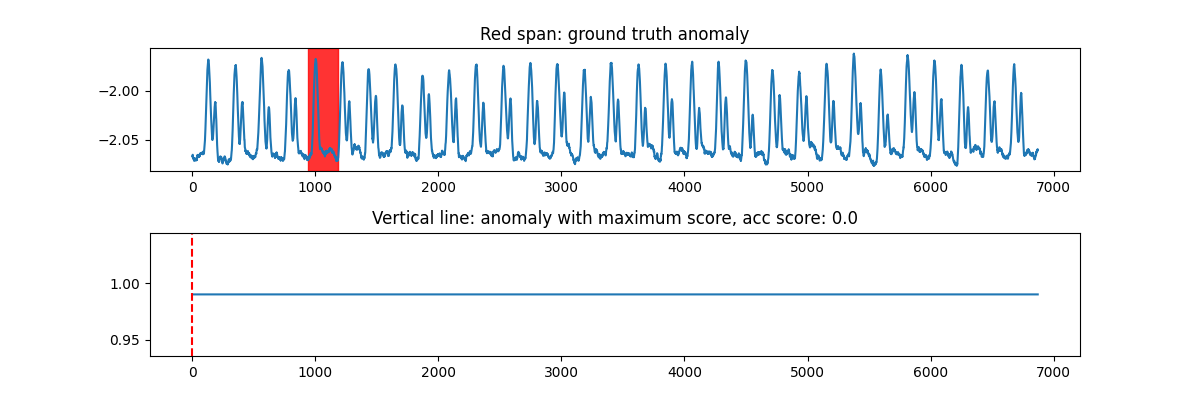 Red span: ground truth anomaly
−2.00
−2.05
0 1000 2000 3000 4000 5000 6000 7000
Vertical line: anomaly with maximum score, acc score: 0.0
1.00
0.95
0 1000 2000 3000 4000 5000 6000 7000